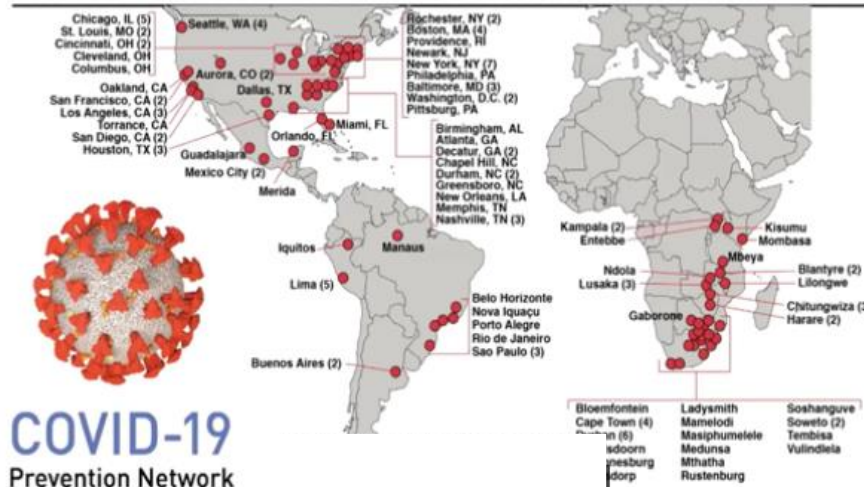 Chicago, IL (5)
St. Louis, MO (2)
Cincinnati, OH (2)
Cleveland, OH
Columbus, OH
Seattle, WA (4)
Aurora, CO (2)
Dallas, TX
Oakland, CA
San Francisco, CA (2)
Los Angeles, CA (3)
Torrance, CA
San Diego, CA (2)
Houston, TX (3)
Orlando, FL
Miami, FL
Rochester, NY (2)
Boston, MA (4)
Providence, RI
Newark, NJ
New York, NY (7)
Philadelphia, PA
Baltimore, MD (3)
Washington, D.C. (2)
Pittsburg, PA
Birmingham, AL
Atlanta, GA
Decatur, GA (2)
Chapel Hill, NC
Durham, NC (2)
Greensboro, NC
New Orleans, LA
Memphis, TN
Nashville, TN (3)
Guadalajara
Mexico City (2)
Merida
Iquitos
Manaus
Lima (5)
Belo Horizonte
Nova Iguaçu
Porto Alegre
Rio de Janeiro
Sao Paulo (3)
Buenos Aires (2)
Kampala (2)
Entebbe
Kisumu
Mombasa
Mbeya
Ndola
Lusaka (3)
Blantyre (2)
Lilongwe
Chitungwiza (3
Harare (2)
Gaborone
Bloemfontein
Cape Town (4)
(6)
sdoorn
nnesburg
sdorp
Ladysmith
Mamelodi
Masiphumelele
Medunsa
Mthatha
Rustenburg
Soshanguve
Soweto (2)
Tembisa
Vulindlela
COVID-19
Prevention Network